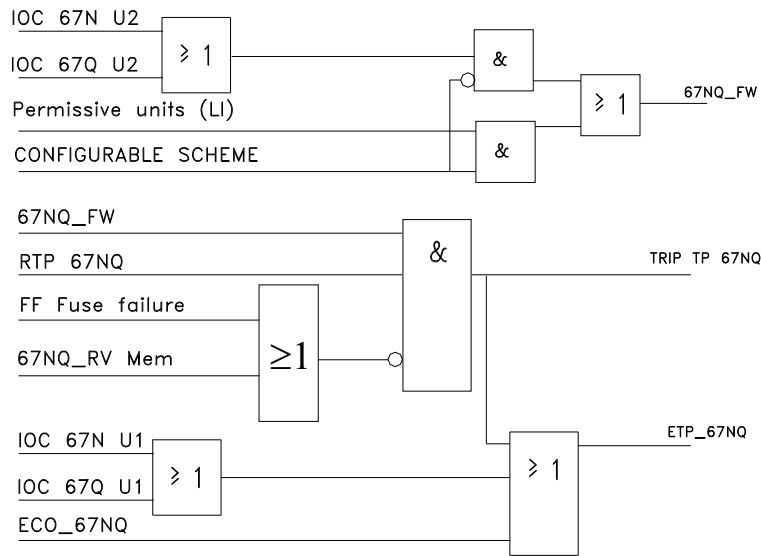 IOC 67N U2
≥ 1
IOC 67Q U2
&
67NQ_FW
≥ 1
Permissive units (LI)
&
CONFIGURABLE SCHEME
67NQ_FW
&
RTP 67NQ
TRIP TP 67NQ
FF Fuse failure
≥1
67NQ_RV Mem
IOC 67N U1
ETP_67NQ
≥ 1
≥ 1
IOC 67Q U1
ECO_67NQ